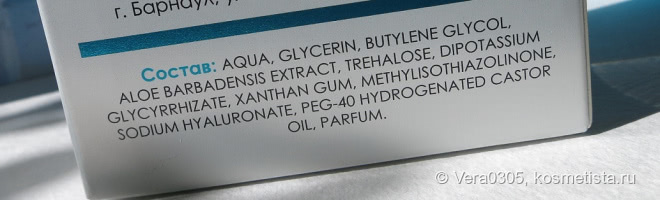 г. Барнаул,
Состав: AQUA, GLYCERIN, BUTYLENE GLYCOL,
ALOE BARBADENSIS EXTRACT, TREHALOSE, DIPOTASSIUM
GLYCYRRHIZATE, XANTHAN GUM, METHYLISOTHIAZOLINONE,
SODIUM HYALURONATE, PEG-40 HYDROGENATED CASTOR
OIL, PARFUM.
© Vera0305, kosmetista.ru